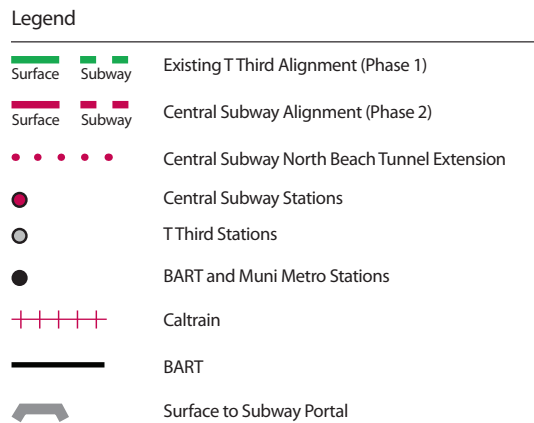 Legend
Surface Subway Existing T Third Alignment (Phase 1)
Surface Subway Central Subway Alignment (Phase 2)
Central Subway North Beach Tunnel Extension
Central Subway Stations
T Third Stations
BART and Muni Metro Stations
Caltrain
BART
Surface to Subway Portal